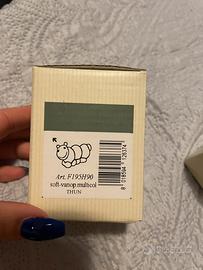 Art. F195H90
soft-vanop.multicol
THUN